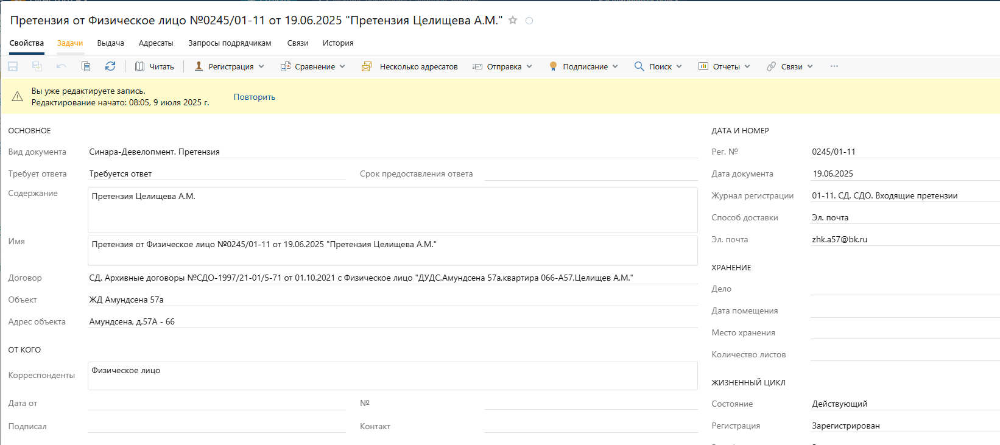 Претензия от Физическое лицо №0245/01-11 от 19.06.2025 "Претензия Целищева А.М."
Свойства Задачи Выдача Адресаты Запросы подрядчикам Связи История
Читать Регистрация Сравнение Несколько адресатов Отправка Подписание Поиск Отчеты Связи ...
Вы уже редактируете запись.
Редактирование начато: 08:05, 9 июля 2025 г.
Повторить
ОСНОВНОЕ
Вид документа Синара-Девелопмент. Претензия
Требует ответа Требуется ответ Срок предоставления ответа
Содержание Претензия Целищева А.М.
Имя Претензия от Физическое лицо №0245/01-11 от 19.06.2025 "Претензия Целищева А.М."
Договор СД. Архивные договоры №СДО-1997/21-01/5-71 от 01.10.2021 с Физическое лицо "ДУДС,Амундсена 57а,квартира 066-А57,Целищев А.М."
Объект ЖД Амундсена 57а
Адрес объекта Амундсена, д.57А - 66
ОТ КОГО
Корреспонденты Физическое лицо
Дата от №
Подписал Контакт
ДАТА И НОМЕР
Рег. № 0245/01-11
Дата документа 19.06.2025
Журнал регистрации 01-11. СД. СДО. Входящие претензии
Способ доставки Эл. почта
Эл. почта zhk.a57@bk.ru
ХРАНЕНИЕ
Дело
Дата помещения
Место хранения
Количество листов
ЖИЗНЕННЫЙ ЦИКЛ
Состояние Действующий
Регистрация Зарегистрирован